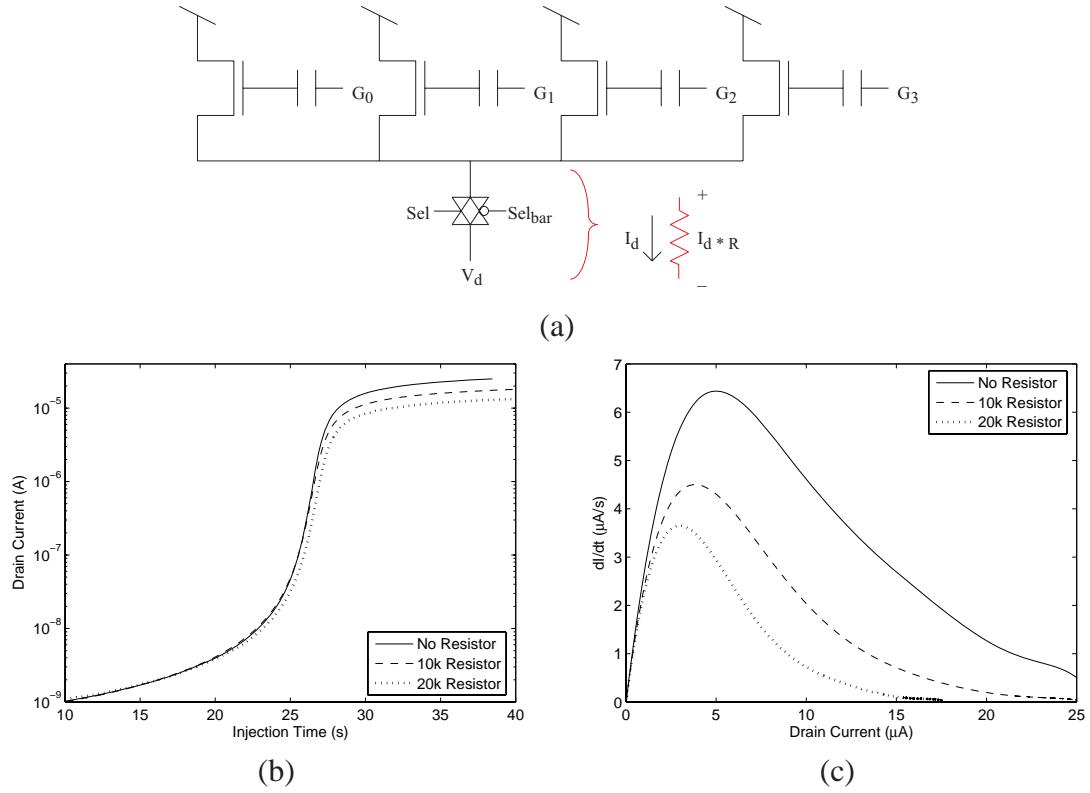 G0 G1 G2 G3
Sel Selbar
Vd
Id
+
Id * R
–
(a)
Drain Current (A)
10^-5
10^-6
10^-7
10^-8
10^-9
10 15 20 25 30 35 40
Injection Time (s)
No Resistor
10k Resistor
20k Resistor
(b)
dI/dt (μA/s)
7
6
5
4
3
2
1
0
0 5 10 15 20 25
Drain Current (μA)
No Resistor
10k Resistor
20k Resistor
(c)